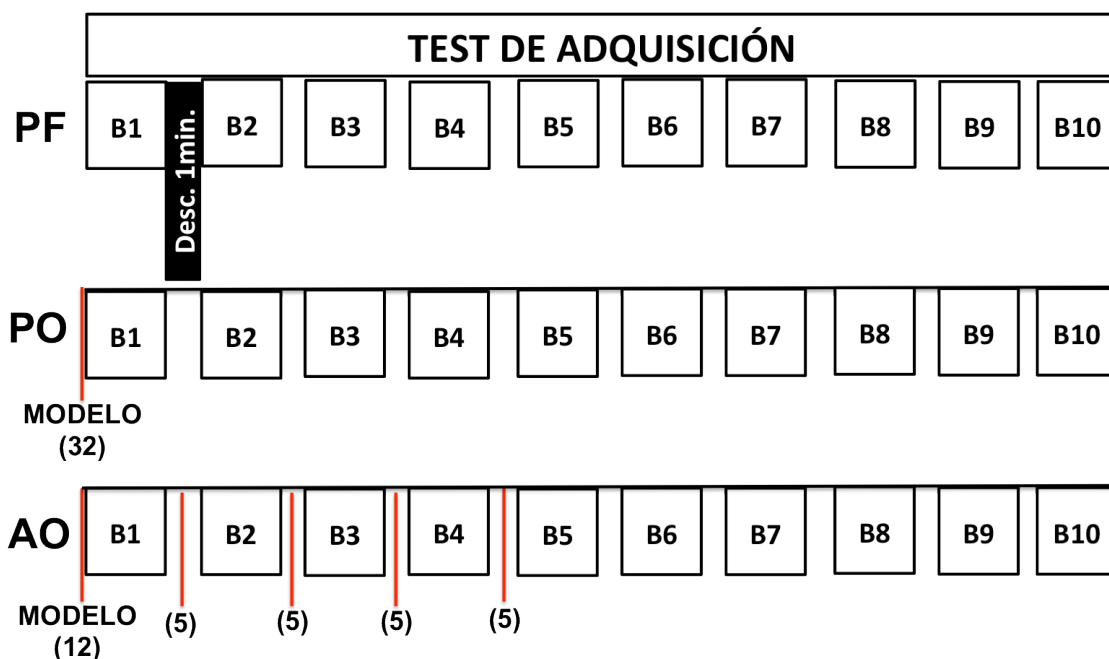 TEST DE ADQUISICIÓN
PF B1 Desc. 1min. B2 B3 B4 B5 B6 B7 B8 B9 B10
PO B1 B2 B3 B4 B5 B6 B7 B8 B9 B10
MODELO
(32)
AO B1 B2 B3 B4 B5 B6 B7 B8 B9 B10
MODELO (5) (5) (5) (5)
(12)